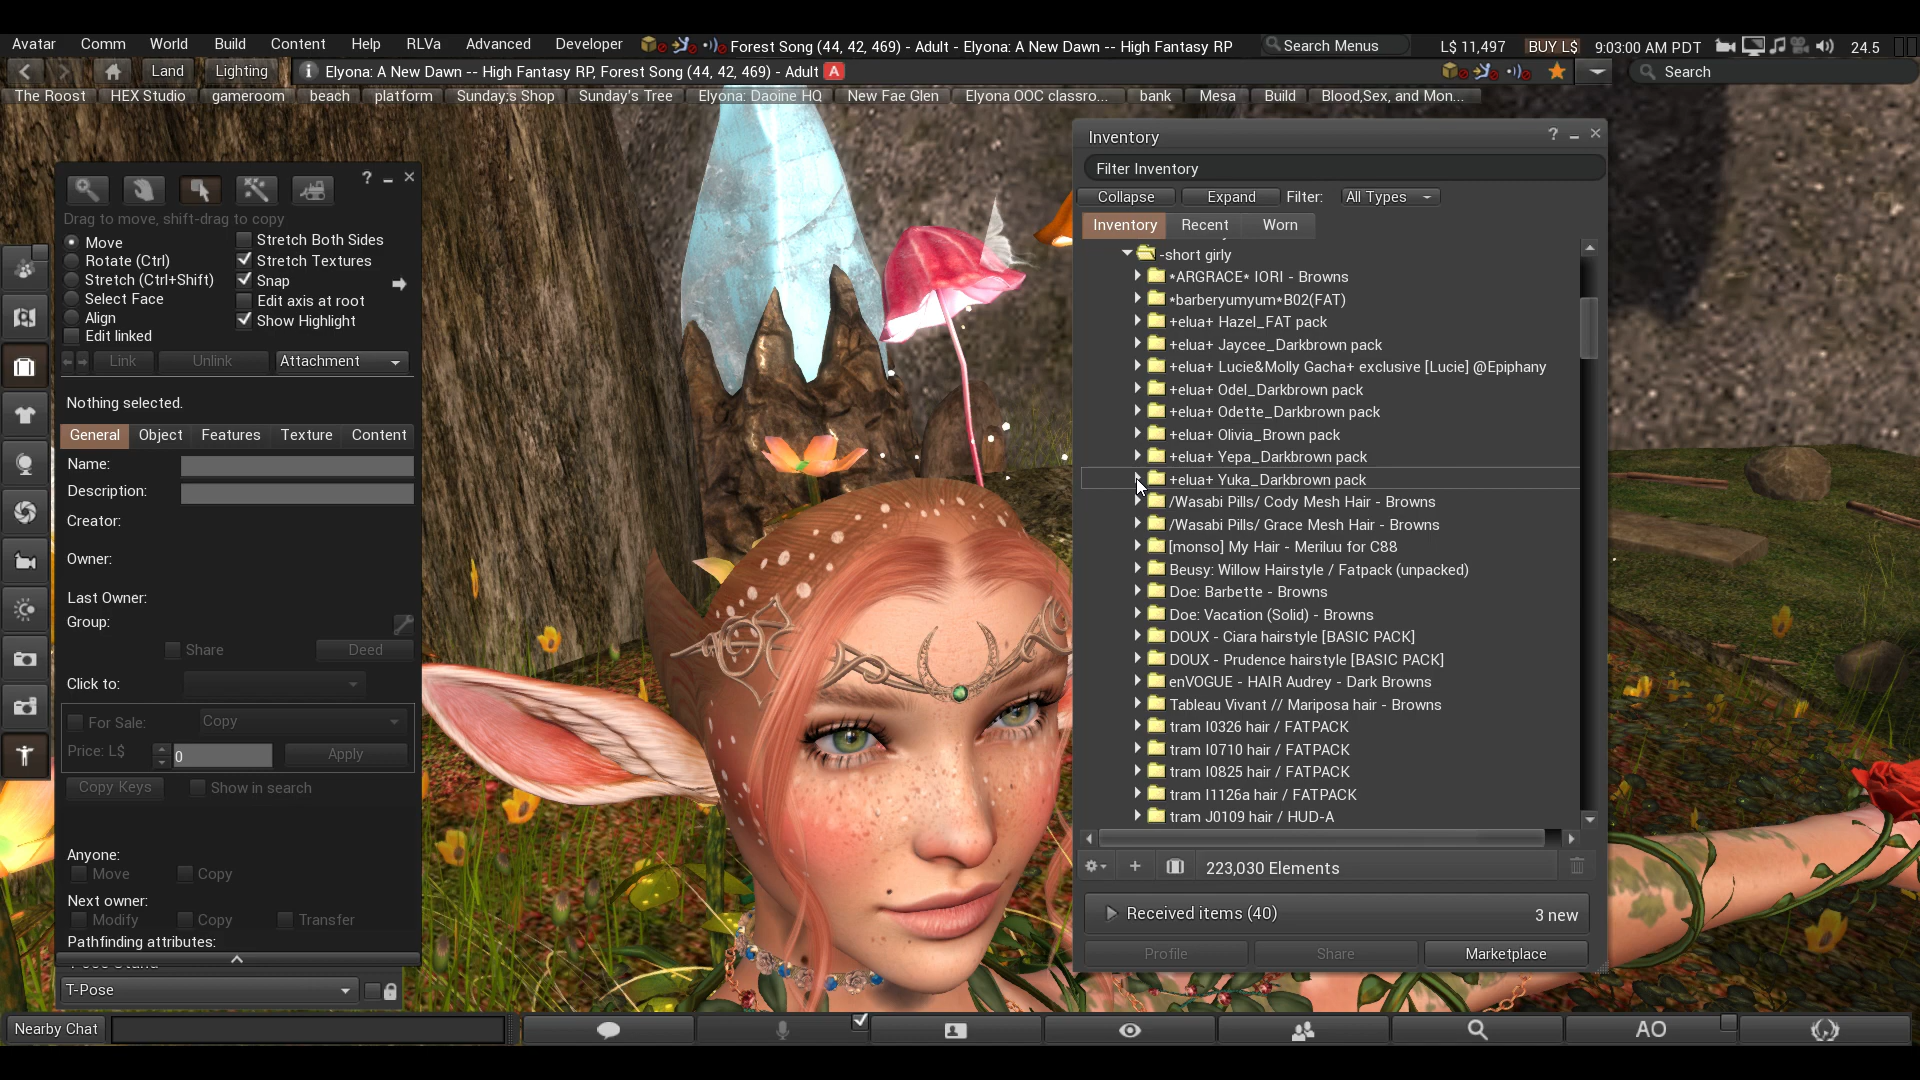 Avatar Comm World Build Content Help RLVa Advanced Developer Forest Song (44, 42, 469) - Adult - Elyona: A New Dawn -- High Fantasy RP Search Menus L$ 11,497 BUY L$ 9:03:00 AM PDT 24.5
Land Lighting Elyona: A New Dawn -- High Fantasy RP, Forest Song (44, 42, 469) - Adult A Search
The Roost HEX Studio gameroom beach platform Sunday;s Shop Sunday's Tree Elyona: Daoine HQ New Fae Glen Elyona OOC classro... bank Mesa Build Blood,Sex, and Mon...
?
Drag to move, shift-drag to copy
Move
Rotate (Ctrl)
Stretch (Ctrl+Shift)
Select Face
Align
Edit linked
Stretch Both Sides
Stretch Textures
Snap
Edit axis at root
Show Highlight
Link Unlink Attachment
Nothing selected.
General Object Features Texture Content
Name:
Description:
Creator:
Owner:
Last Owner:
Group:
Share Deed
Click to:
For Sale: Copy
Price: L$ 0 Apply
Copy Keys Show in search
Anyone:
Move Copy
Next owner:
Modify Copy Transfer
Pathfinding attributes:
T-Pose
Inventory ?
Filter Inventory
Collapse Expand Filter: All Types
Inventory Recent Worn
-short girly
*ARGRACE* IORI - Browns
*barberyumyum*B02(FAT)
+elua+ Hazel_FAT pack
+elua+ Jaycee_Darkbrown pack
+elua+ Lucie&Molly Gacha+ exclusive [Lucie] @Epiphany
+elua+ Odel_Darkbrown pack
+elua+ Odette_Darkbrown pack
+elua+ Olivia_Brown pack
+elua+ Yepa_Darkbrown pack
+elua+ Yuka_Darkbrown pack
/Wasabi Pills/ Cody Mesh Hair - Browns
/Wasabi Pills/ Grace Mesh Hair - Browns
[monso] My Hair - Meriluu for C88
Beusy: Willow Hairstyle / Fatpack (unpacked)
Doe: Barbette - Browns
Doe: Vacation (Solid) - Browns
DOUX - Ciara hairstyle [BASIC PACK]
DOUX - Prudence hairstyle [BASIC PACK]
enVOGUE - HAIR Audrey - Dark Browns
Tableau Vivant // Mariposa hair - Browns
tram I0326 hair / FATPACK
tram I0710 hair / FATPACK
tram I0825 hair / FATPACK
tram I1126a hair / FATPACK
tram J0109 hair / HUD-A
+ 223,030 Elements
Received items (40) 3 new
Profile Share Marketplace
Nearby Chat AO